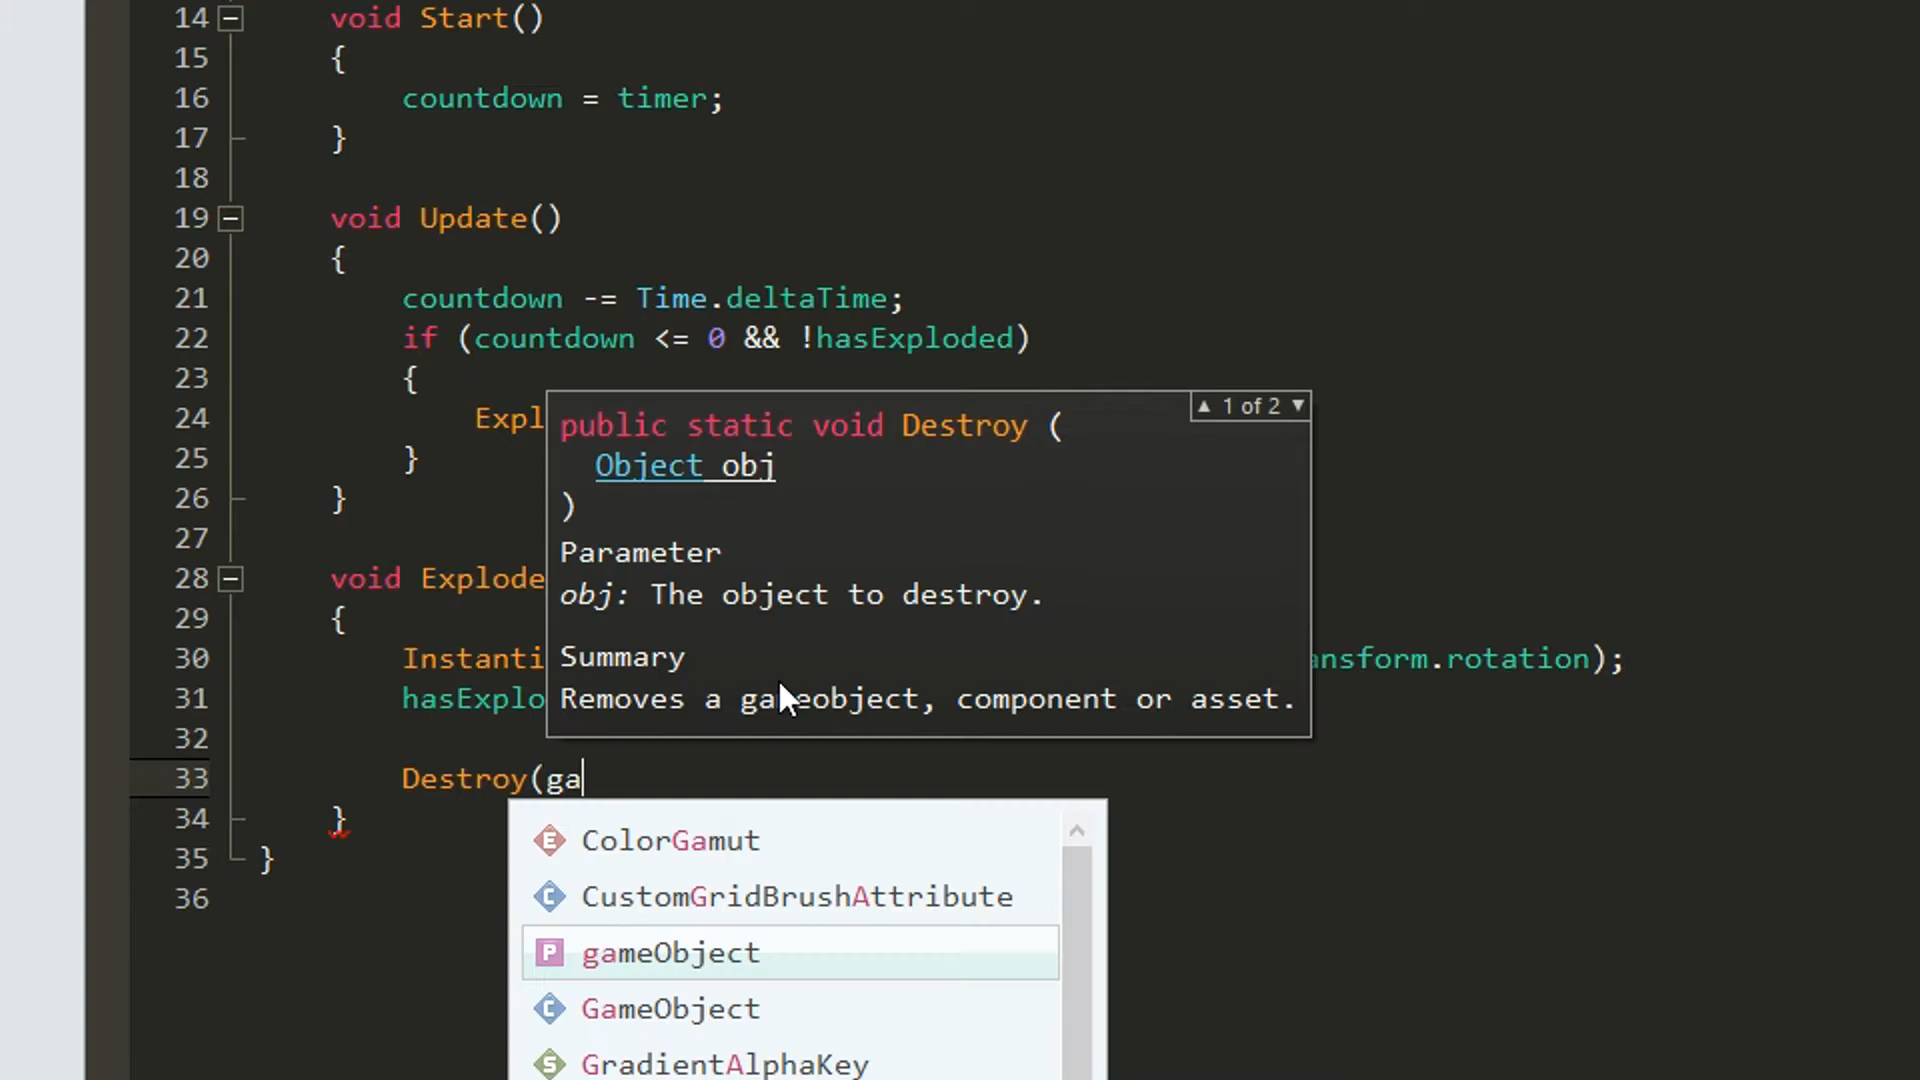 14 void Start()
15 {
16 countdown = timer;
17 }
18
19 void Update()
20 {
21 countdown -= Time.deltaTime;
22 if (countdown <= 0 && !hasExploded)
23 {
▲ 1 of 2 ▼
24 Expl
public static void Destroy (
Object obj
)
25 }
26 }
27
Parameter
28 void Explode
obj: The object to destroy.
29 {
30 Instanti
Summary
ansform.rotation);
31 hasExplo
Removes a gameobject, component or asset.
32
33 Destroy(ga
34 }
ColorGamut
35 }
36
CustomGridBrushAttribute
gameObject
GameObject
GradientAlphaKey